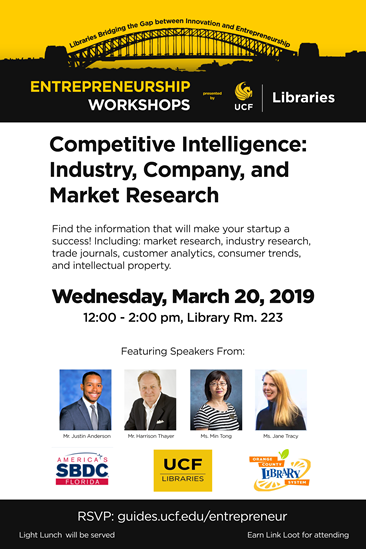 Libraries Bridging the Gap between Innovation and Entrepreneurship
ENTREPRENEURSHIP
WORKSHOPS
presented
by
UCF
Libraries
Competitive Intelligence:
Industry, Company, and
Market Research
Find the information that will make your startup a
success! Including: market research, industry research,
trade journals, customer analytics, consumer trends,
and intellectual property.
Wednesday, March 20, 2019
12:00 - 2:00 pm, Library Rm. 223
Featuring Speakers From:
Mr. Justin Anderson
Mr. Harrison Thayer
Ms. Min Tong
Ms. Jane Tracy
AMERICA'S
SBDC
FLORIDA
UCF
LIBRARIES
ORANGE
COUNTY
LIBRARY
SYSTEM
RSVP: guides.ucf.edu/entrepreneur
Light Lunch will be served
Earn Link Loot for attending